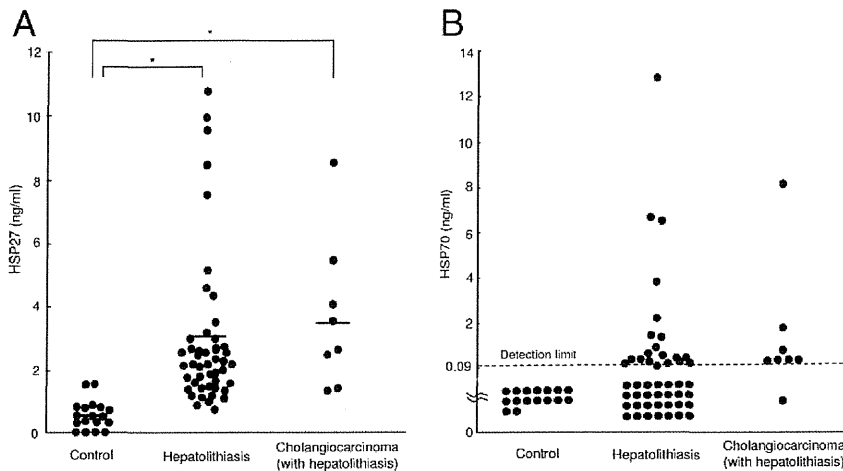 A
12
10
8
6
4
2
0
HSP27 (ng/ml)
*
*
Control
Hepatolithiasis
Cholangiocarcinoma
(with hepatolithiasis)
B
14
12
10
8
6
4
2
0.09
0
HSP70 (ng/ml)
Detection limit
Control
Hepatolithiasis
Cholangiocarcinoma
(with hepatolithiasis)